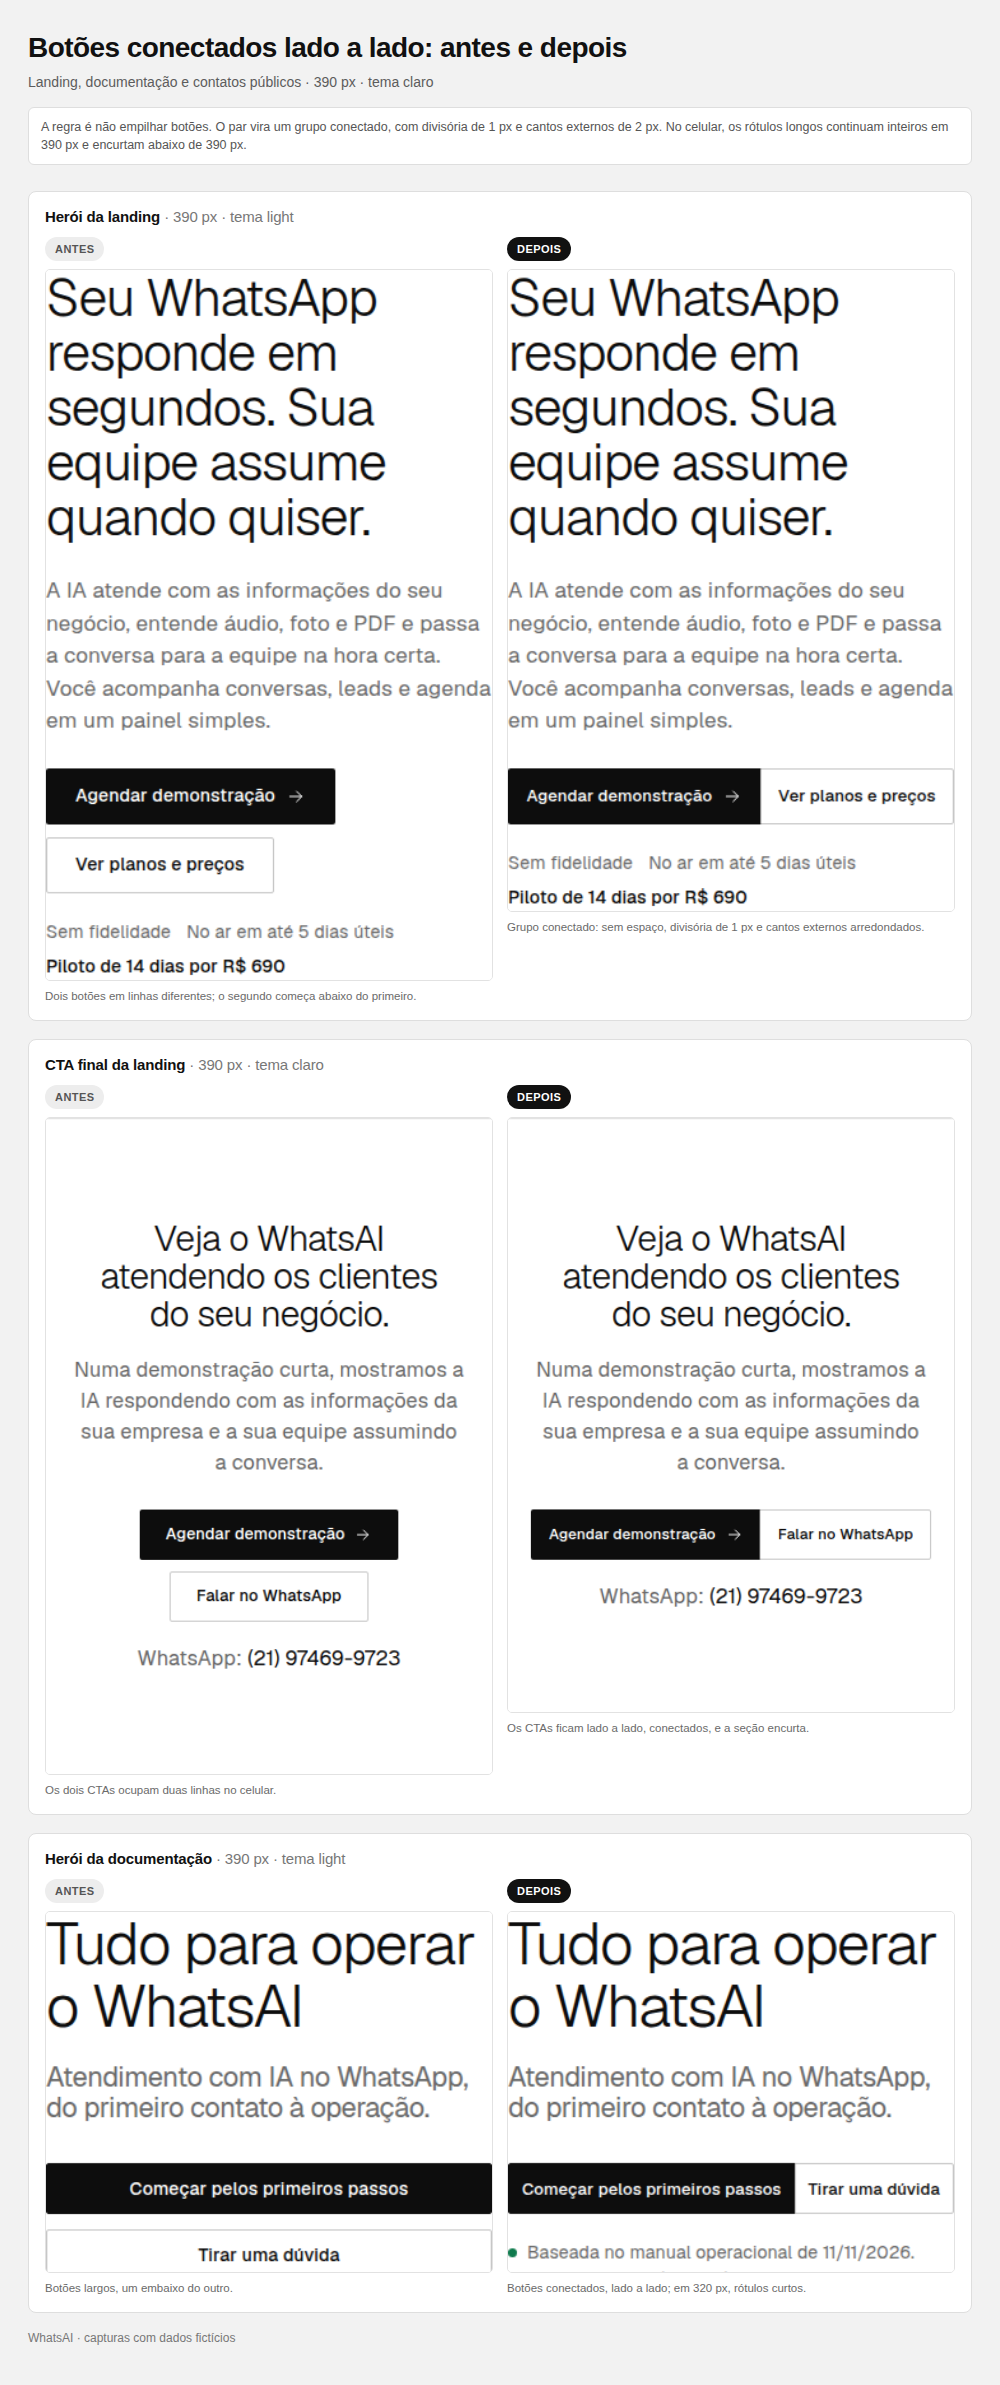 Botões conectados lado a lado: antes e depois
Landing, documentação e contatos públicos · 390 px · tema claro
A regra é não empilhar botões. O par vira um grupo conectado, com divisória de 1 px e cantos externos de 2 px. No celular, os rótulos longos continuam inteiros em
390 px e encurtam abaixo de 390 px.
Herói da landing · 390 px · tema light
ANTES
Seu WhatsApp
responde em
segundos. Sua
equipe assume
quando quiser.
A IA atende com as informações do seu
negócio, entende áudio, foto e PDF e passa
a conversa para a equipe na hora certa.
Você acompanha conversas, leads e agenda
em um painel simples.
Agendar demonstração →
Ver planos e preços
Sem fidelidade No ar em até 5 dias úteis
Piloto de 14 dias por R$ 690
Dois botões em linhas diferentes; o segundo começa abaixo do primeiro.
DEPOIS
Seu WhatsApp
responde em
segundos. Sua
equipe assume
quando quiser.
A IA atende com as informações do seu
negócio, entende áudio, foto e PDF e passa
a conversa para a equipe na hora certa.
Você acompanha conversas, leads e agenda
em um painel simples.
Agendar demonstração → Ver planos e preços
Sem fidelidade No ar em até 5 dias úteis
Piloto de 14 dias por R$ 690
Grupo conectado: sem espaço, divisória de 1 px e cantos externos arredondados.
CTA final da landing · 390 px · tema claro
ANTES
Veja o WhatsAI
atendendo os clientes
do seu negócio.
Numa demonstração curta, mostramos a
IA respondendo com as informações da
sua empresa e a sua equipe assumindo
a conversa.
Agendar demonstração →
Falar no WhatsApp
WhatsApp: (21) 97469-9723
Os dois CTAs ocupam duas linhas no celular.
DEPOIS
Veja o WhatsAI
atendendo os clientes
do seu negócio.
Numa demonstração curta, mostramos a
IA respondendo com as informações da
sua empresa e a sua equipe assumindo
a conversa.
Agendar demonstração → Falar no WhatsApp
WhatsApp: (21) 97469-9723
Os CTAs ficam lado a lado, conectados, e a seção encurta.
Herói da documentação · 390 px · tema light
ANTES
Tudo para operar
o WhatsAI
Atendimento com IA no WhatsApp,
do primeiro contato à operação.
Começar pelos primeiros passos
Tirar uma dúvida
Botões largos, um embaixo do outro.
DEPOIS
Tudo para operar
o WhatsAI
Atendimento com IA no WhatsApp,
do primeiro contato à operação.
Começar pelos primeiros passos Tirar uma dúvida
Baseada no manual operacional de 11/11/2026.
Botões conectados, lado a lado; em 320 px, rótulos curtos.
WhatsAI · capturas com dados fictícios